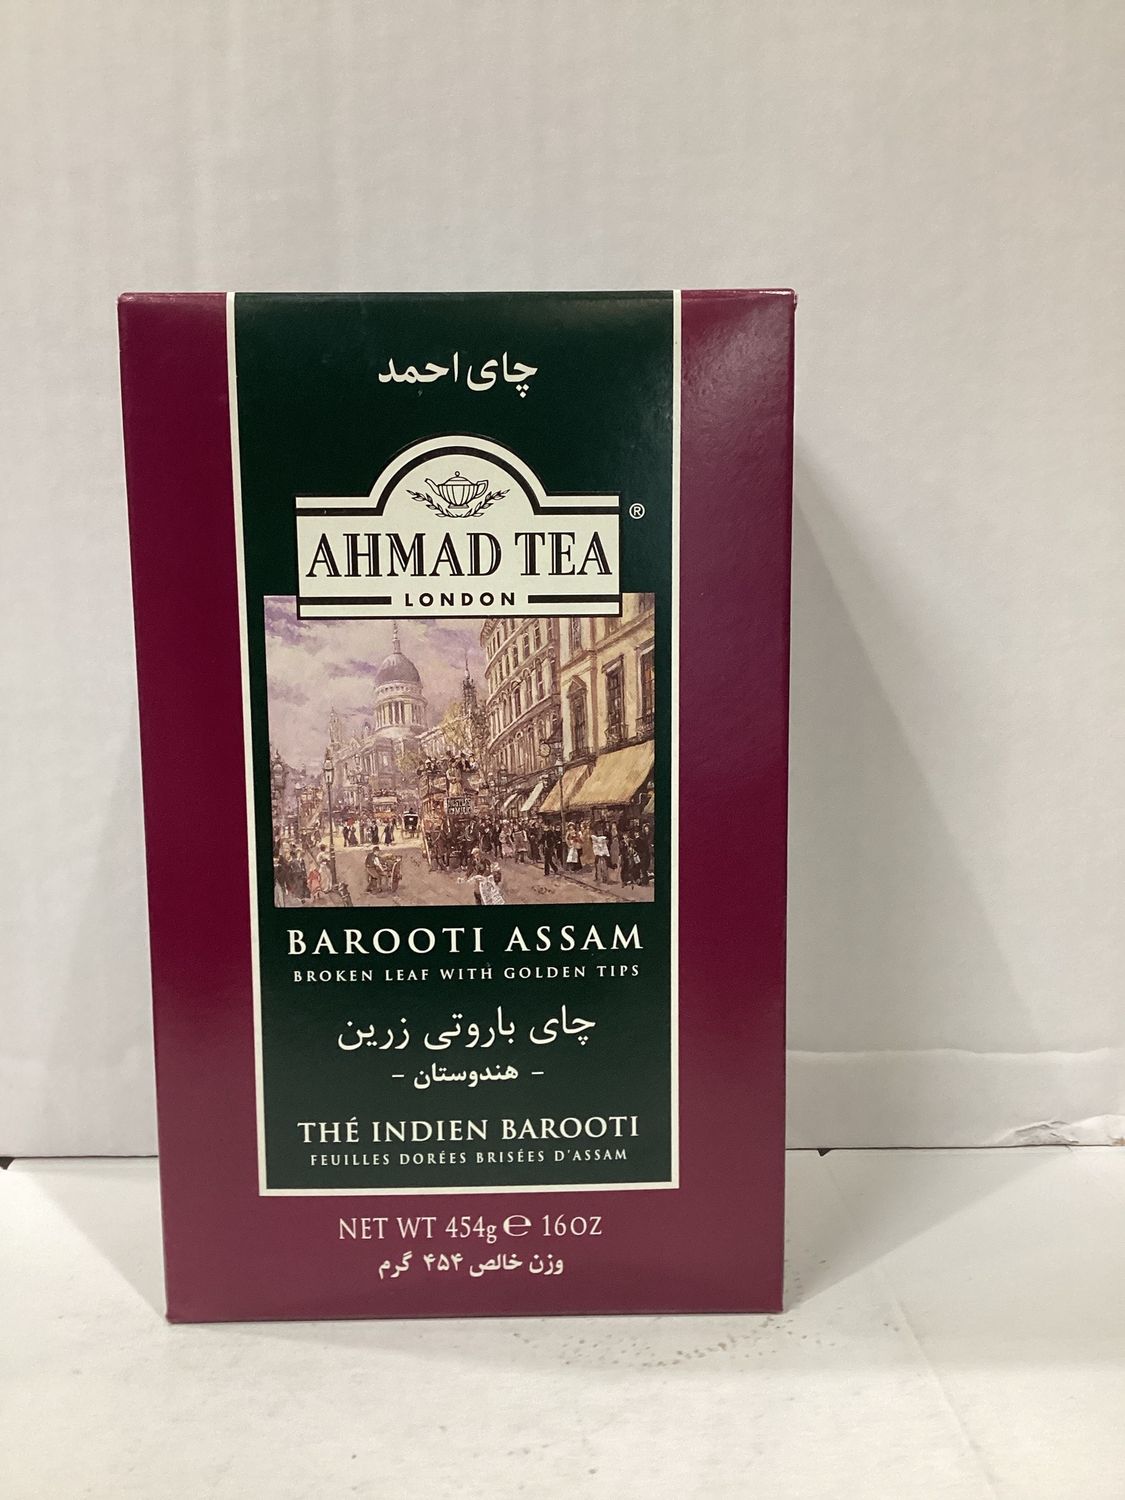 چای احمد
®
AHMAD TEA
LONDON
BAROOTI ASSAM
BROKEN LEAF WITH GOLDEN TIPS
چای باروتی زرین
- هندوستان -
THÉ INDIEN BAROOTI
FEUILLES DORÉES BRISÉES D'ASSAM
NET WT 454g ℮ 16OZ
وزن خالص ۴۵۴ گرم